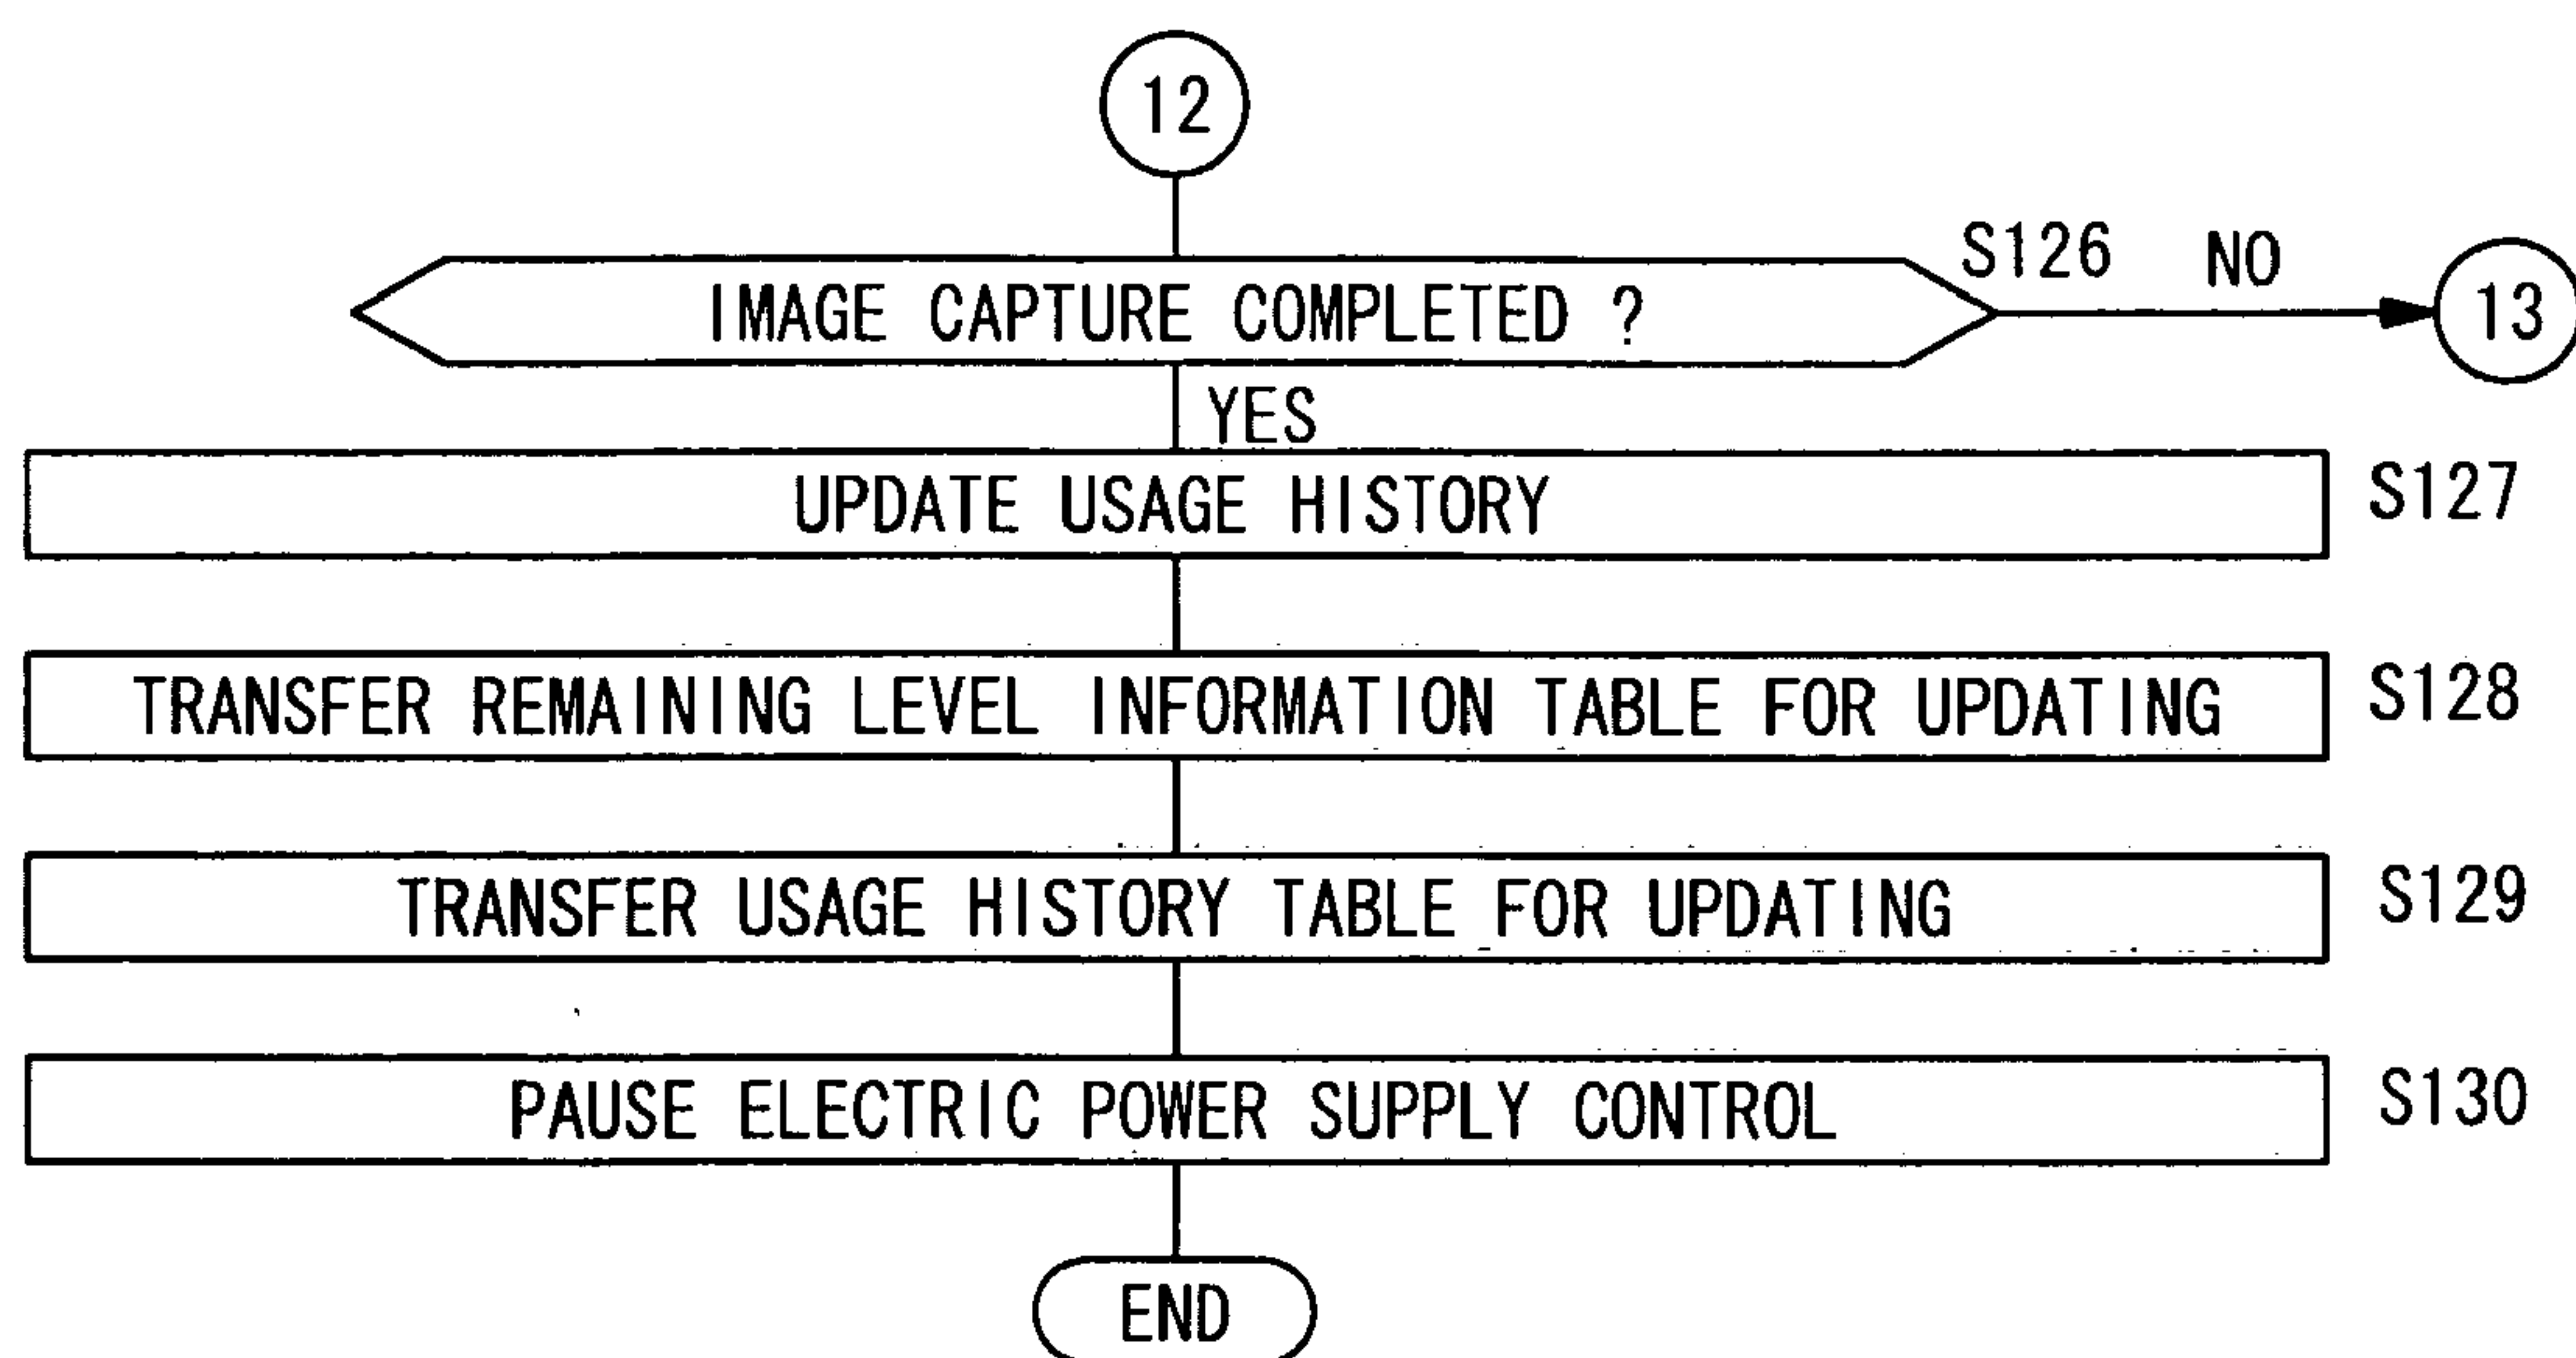 12
S126 NO
IMAGE CAPTURE COMPLETED ? 13
YES
UPDATE USAGE HISTORY S127
TRANSFER REMAINING LEVEL INFORMATION TABLE FOR UPDATING S128
TRANSFER USAGE HISTORY TABLE FOR UPDATING S129
PAUSE ELECTRIC POWER SUPPLY CONTROL S130
END